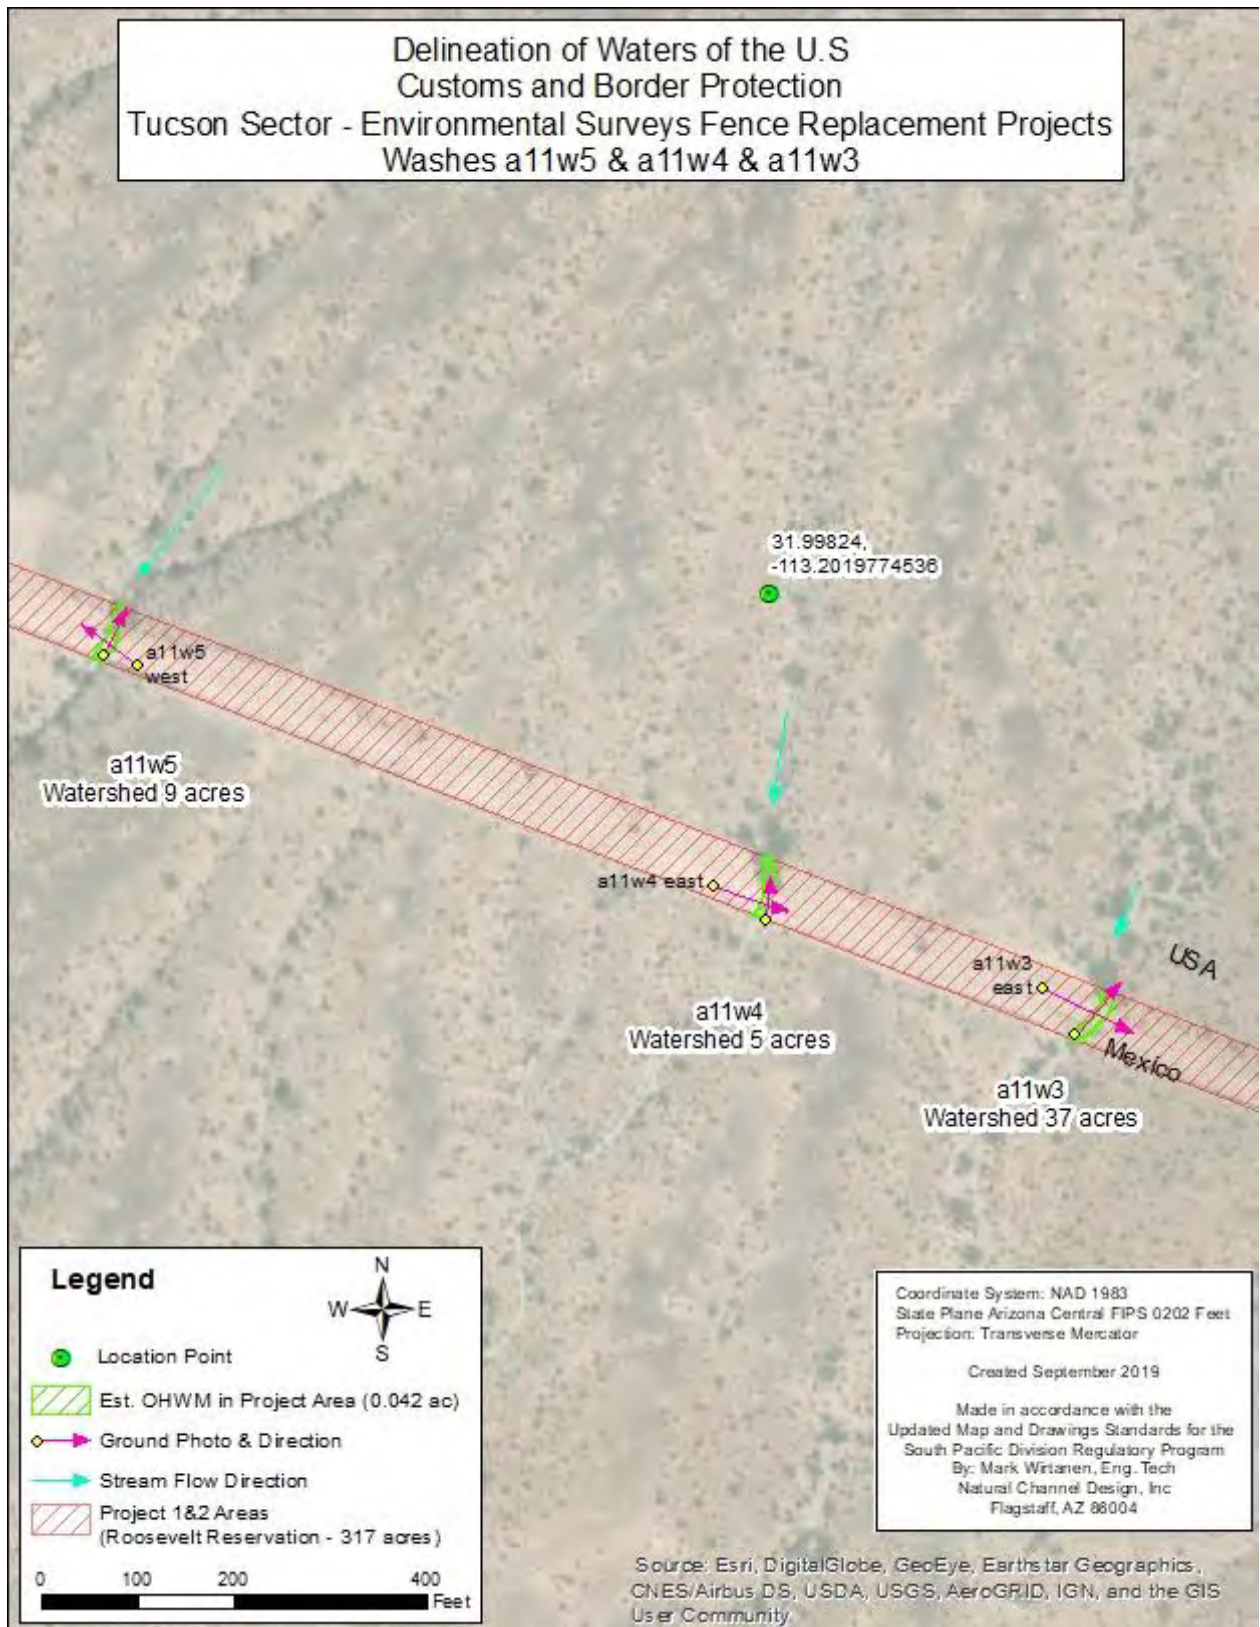 Delineation of Waters of the U.S
Customs and Border Protection
Tucson Sector - Environmental Surveys Fence Replacement Projects
Washes a11w5 & a11w4 & a11w3
31.99824,
-113.2019774536
a11w5
west
a11w5
Watershed 9 acres
a11w4 east
a11w3
east
USA
a11w4
Watershed 5 acres
Mexico
a11w3
Watershed 37 acres
Legend
N
W
E
S
Location Point
Est. OHWM in Project Area (0.042 ac)
Ground Photo & Direction
Stream Flow Direction
Project 1&2 Areas
(Roosevelt Reservation - 317 acres)
0 100 200 400
Feet
Coordinate System: NAD 1983
State Plane Arizona Central FIPS 0202 Feet
Projection: Transverse Mercator
Created September 2019
Made in accordance with the
Updated Map and Drawings Standards for the
South Pacific Division Regulatory Program
By: Mark Wirtanen, Eng. Tech
Natural Channel Design, Inc
Flagstaff, AZ 86004
Source: Esri, DigitalGlobe, GeoEye, Earthstar Geographics,
CNES/Airbus DS, USDA, USGS, AeroGRID, IGN, and the GIS
User Community